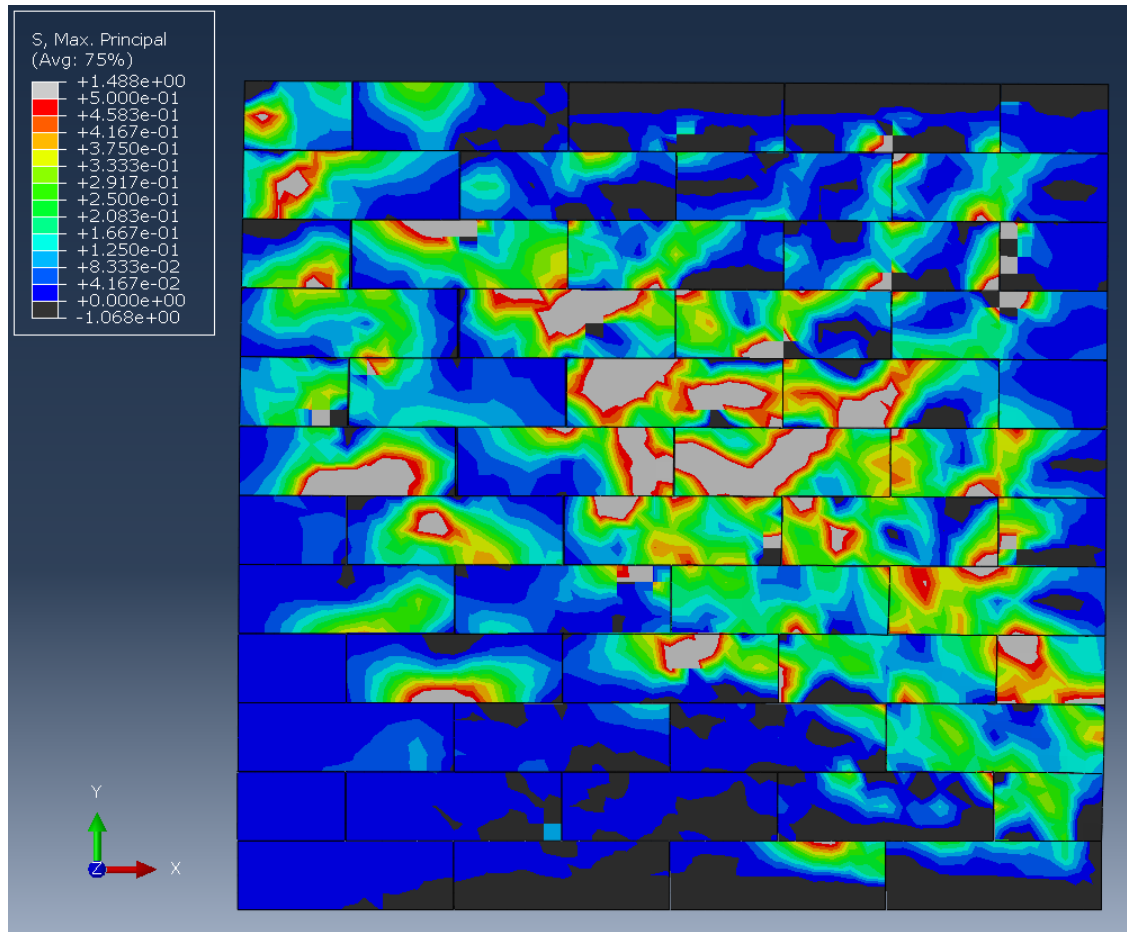 S, Max. Principal
(Avg: 75%)
+1.488e+00
+5.000e-01
+4.583e-01
+4.167e-01
+3.750e-01
+3.333e-01
+2.917e-01
+2.500e-01
+2.083e-01
+1.667e-01
+1.250e-01
+8.333e-02
+4.167e-02
+0.000e+00
-1.068e+00
Y
Z
X